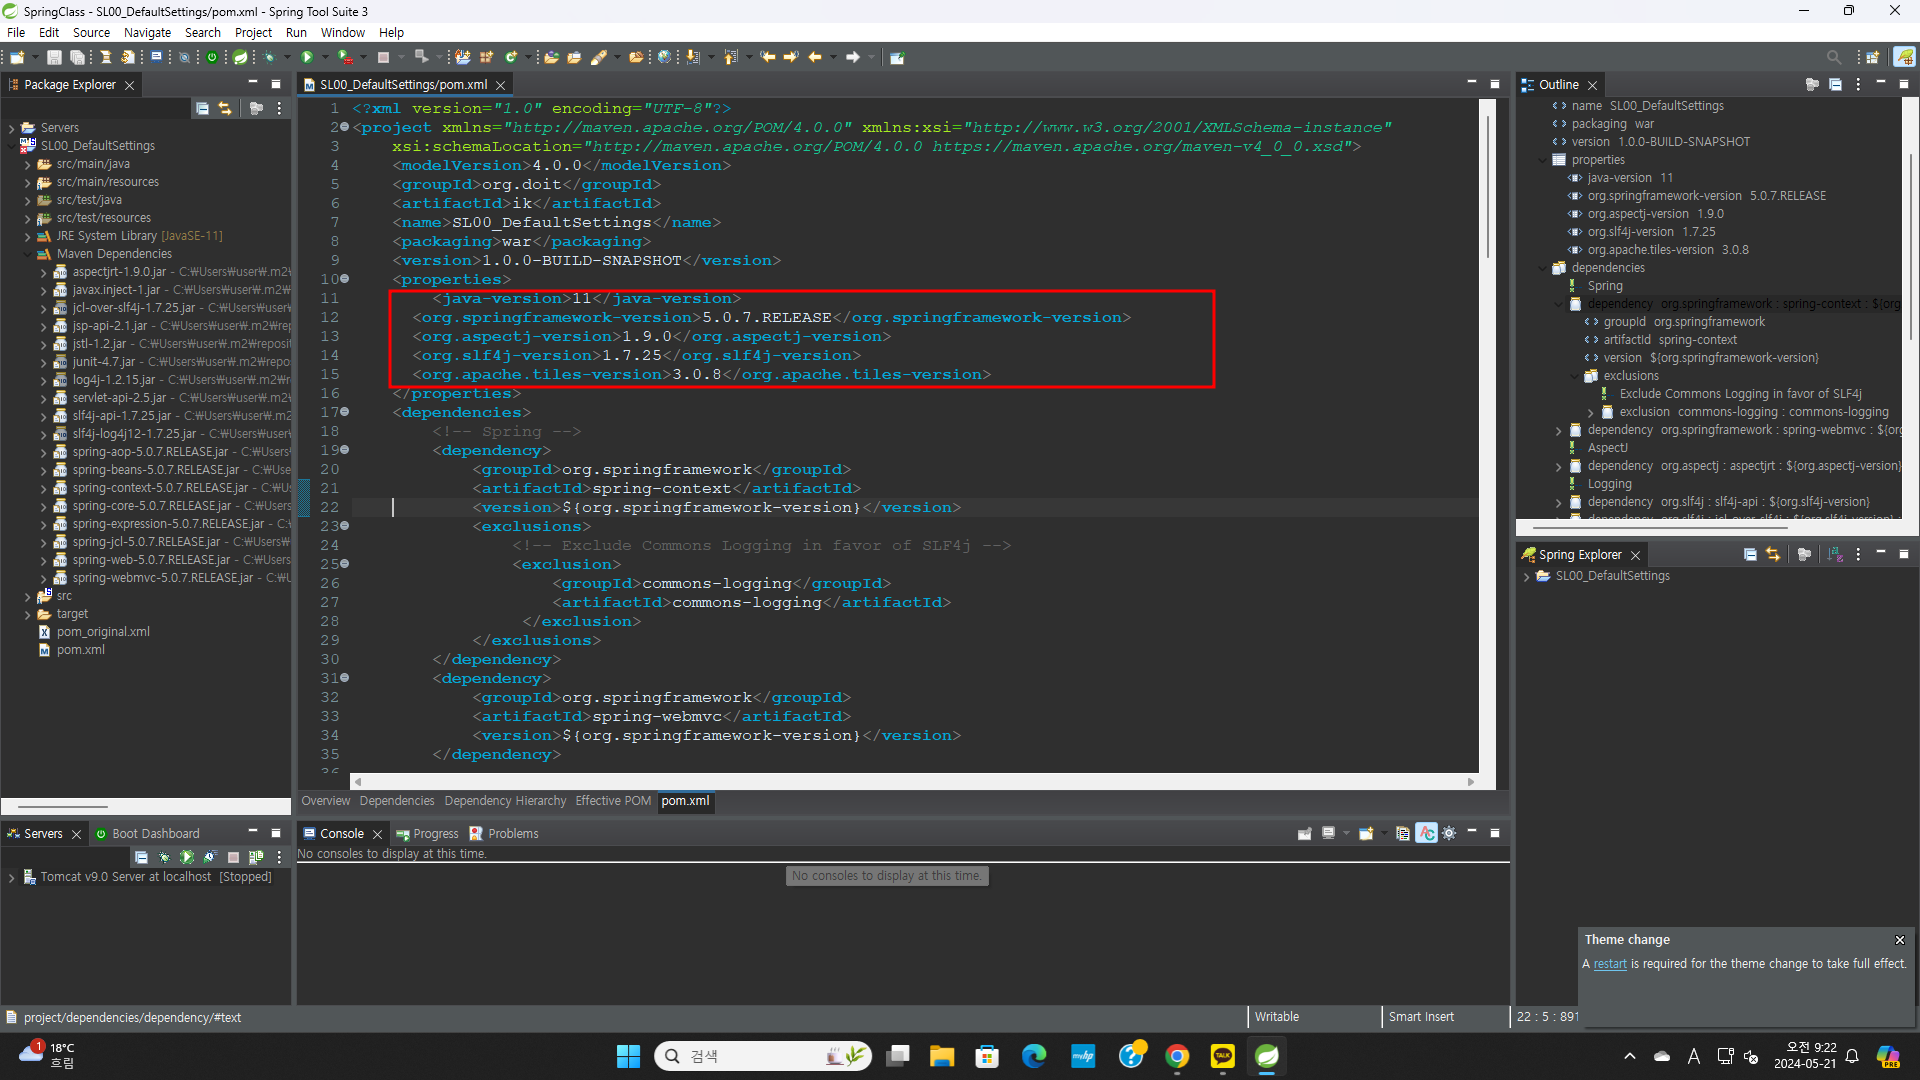 SpringClass - SL00_DefaultSettings/pom.xml - Spring Tool Suite 3
File Edit Source Navigate Search Project Run Window Help
Package Explorer
Servers
SL00_DefaultSettings
src/main/java
src/main/resources
src/test/java
src/test/resources
JRE System Library [JavaSE-11]
Maven Dependencies
aspectjrt-1.9.0.jar - C:₩Users₩user₩.m2₩
javax.inject-1.jar - C:₩Users₩user₩.m2₩r
jcl-over-slf4j-1.7.25.jar - C:₩Users₩user₩
jsp-api-2.1.jar - C:₩Users₩user₩.m2₩rep
jstl-1.2.jar - C:₩Users₩user₩.m2₩reposit
junit-4.7.jar - C:₩Users₩user₩.m2₩repo
log4j-1.2.15.jar - C:₩Users₩user₩.m2₩re
servlet-api-2.5.jar - C:₩Users₩user₩.m2₩
slf4j-api-1.7.25.jar - C:₩Users₩user₩.m2
slf4j-log4j12-1.7.25.jar - C:₩Users₩user₩
spring-aop-5.0.7.RELEASE.jar - C:₩Users₩
spring-beans-5.0.7.RELEASE.jar - C:₩User
spring-context-5.0.7.RELEASE.jar - C:₩Us
spring-core-5.0.7.RELEASE.jar - C:₩Users
spring-expression-5.0.7.RELEASE.jar - C:₩
spring-jcl-5.0.7.RELEASE.jar - C:₩Users₩
spring-web-5.0.7.RELEASE.jar - C:₩Users
spring-webmvc-5.0.7.RELEASE.jar - C:₩U
src
target
pom_original.xml
pom.xml
SL00_DefaultSettings/pom.xml
1 <?xml version="1.0" encoding="UTF-8"?>
2 <project xmlns="http://maven.apache.org/POM/4.0.0" xmlns:xsi="http://www.w3.org/2001/XMLSchema-instance"
3 xsi:schemaLocation="http://maven.apache.org/POM/4.0.0 https://maven.apache.org/maven-v4_0_0.xsd">
4 <modelVersion>4.0.0</modelVersion>
5 <groupId>org.doit</groupId>
6 <artifactId>ik</artifactId>
7 <name>SL00_DefaultSettings</name>
8 <packaging>war</packaging>
9 <version>1.0.0-BUILD-SNAPSHOT</version>
10 <properties>
11 <java-version>11</java-version>
12 <org.springframework-version>5.0.7.RELEASE</org.springframework-version>
13 <org.aspectj-version>1.9.0</org.aspectj-version>
14 <org.slf4j-version>1.7.25</org.slf4j-version>
15 <org.apache.tiles-version>3.0.8</org.apache.tiles-version>
16 </properties>
17 <dependencies>
18 <!-- Spring -->
19 <dependency>
20 <groupId>org.springframework</groupId>
21 <artifactId>spring-context</artifactId>
22 <version>${org.springframework-version}</version>
23 <exclusions>
24 <!-- Exclude Commons Logging in favor of SLF4j -->
25 <exclusion>
26 <groupId>commons-logging</groupId>
27 <artifactId>commons-logging</artifactId>
28 </exclusion>
29 </exclusions>
30 </dependency>
31 <dependency>
32 <groupId>org.springframework</groupId>
33 <artifactId>spring-webmvc</artifactId>
34 <version>${org.springframework-version}</version>
35 </dependency>
36
Overview Dependencies Dependency Hierarchy Effective POM pom.xml
Outline
name SL00_DefaultSettings
packaging war
version 1.0.0-BUILD-SNAPSHOT
properties
java-version 11
org.springframework-version 5.0.7.RELEASE
org.aspectj-version 1.9.0
org.slf4j-version 1.7.25
org.apache.tiles-version 3.0.8
dependencies
Spring
dependency org.springframework : spring-context : ${org
groupId org.springframework
artifactId spring-context
version ${org.springframework-version}
exclusions
Exclude Commons Logging in favor of SLF4j
exclusion commons-logging : commons-logging
dependency org.springframework : spring-webmvc : ${org
AspectJ
dependency org.aspectj : aspectjrt : ${org.aspectj-version}
Logging
dependency org.slf4j : slf4j-api : ${org.slf4j-version}
dependency org.slf4j : jcl-over-slf4j : ${org.slf4j-version}
Spring Explorer
SL00_DefaultSettings
Servers Boot Dashboard
Tomcat v9.0 Server at localhost [Stopped]
Console Progress Problems
No consoles to display at this time.
No consoles to display at this time.
Theme change
A restart is required for the theme change to take full effect.
project/dependencies/dependency/#text
Writable
Smart Insert
22 : 5 : 891
1
18℃
흐림
검색
myhp
TALK
A
오전 9:22
2024-05-21
PRE